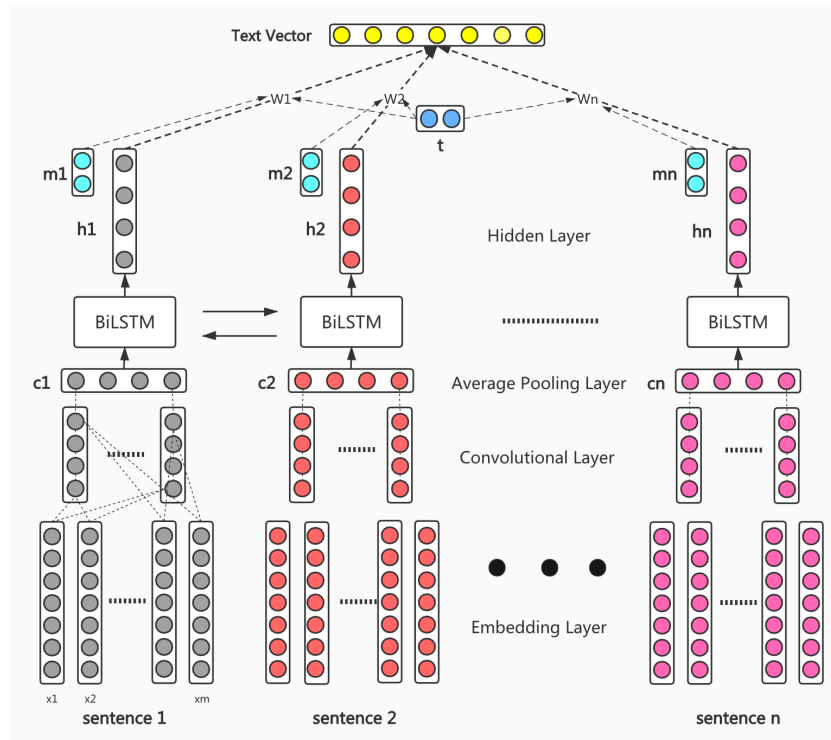 Text Vector
W1
W2
Wn
t
m1
m2
mn
h1
h2
hn
Hidden Layer
BiLSTM
BiLSTM
BiLSTM
c1
c2
Average Pooling Layer
cn
Convolutional Layer
Embedding Layer
x1
x2
xm
sentence 1
sentence 2
sentence n